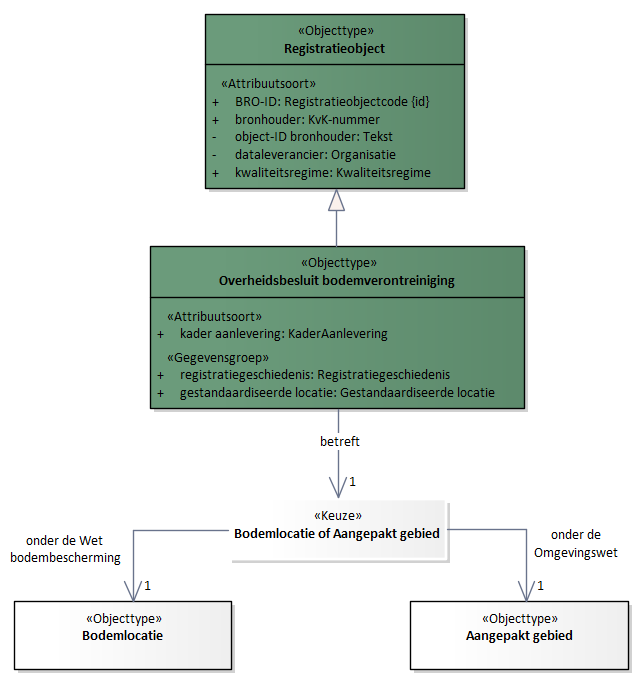 «Objecttype»
Registratieobject
«Attribuutsoort»
+ BRO-ID: Registratieobjectcode {id}
+ bronhouder: KvK-nummer
- object-ID bronhouder: Tekst
- dataleverancier: Organisatie
+ kwaliteitsregime: Kwaliteitsregime
«Objecttype»
Overheidsbesluit bodemverontreiniging
«Attribuutsoort»
+ kader aanlevering: KaderAanlevering
«Gegevensgroep»
+ registratiegeschiedenis: Registratiegeschiedenis
+ gestandaardiseerde locatie: Gestandaardiseerde locatie
betreft
1
«Keuze»
Bodemlocatie of Aangepakt gebied
onder de Wet
bodembescherming
1
onder de
Omgevingswet
1
«Objecttype»
Bodemlocatie
«Objecttype»
Aangepakt gebied